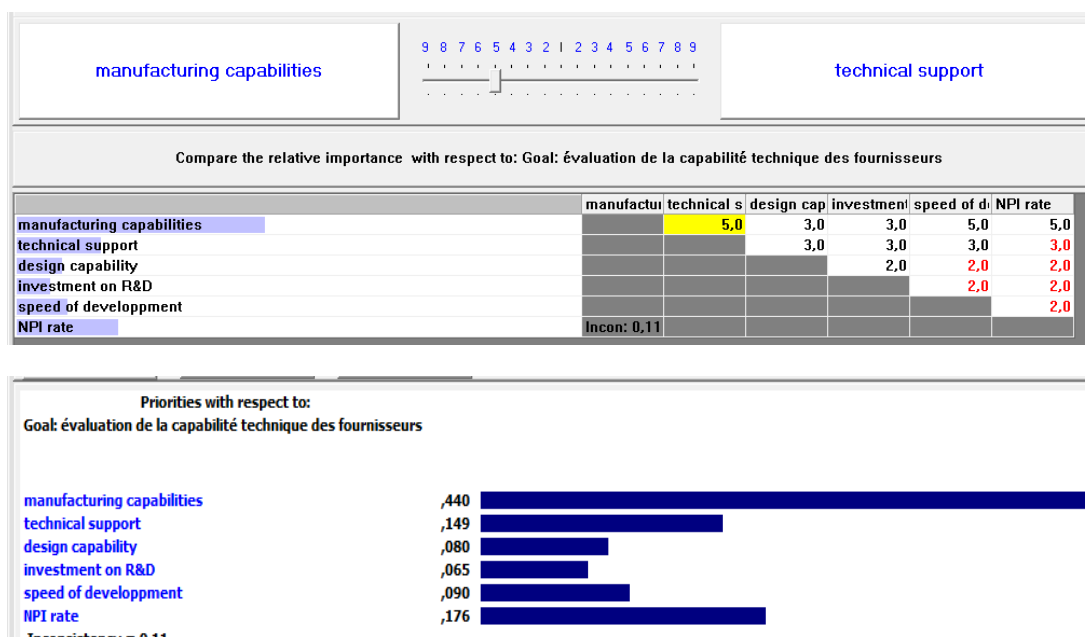 9 8 7 6 5 4 3 2 1 2 3 4 5 6 7 8 9
manufacturing capabilities technical support
Compare the relative importance with respect to: Goal: évaluation de la capabilité technique des fournisseurs
manufactur technical s design cap investment speed of d NPI rate
manufacturing capabilities 5,0 3,0 3,0 5,0 5,0
technical support 3,0 3,0 3,0 3,0
design capability 2,0 2,0 2,0
investment on R&D 2,0 2,0
speed of developpment 2,0
NPI rate Incon: 0,11
Priorities with respect to:
Goal: évaluation de la capabilité technique des fournisseurs
manufacturing capabilities ,440
technical support ,149
design capability ,080
investment on R&D ,065
speed of developpment ,090
NPI rate ,176
Inconsistency = 0,11